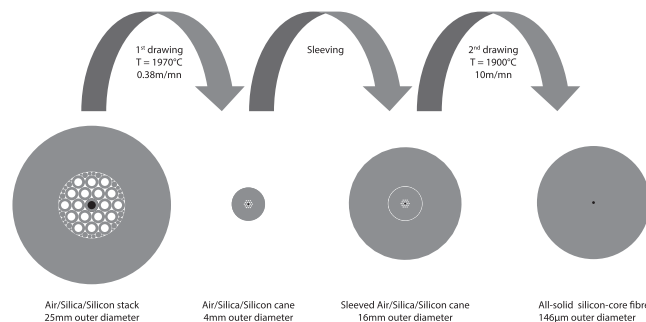 1st drawing
T = 1970°C
0.38m/mn
Sleeving
2nd drawing
T = 1900°C
10m/mn
Air/Silica/Silicon stack
25mm outer diameter
Air/Silica/Silicon cane
4mm outer diameter
Sleeved Air/Silica/Silicon cane
16mm outer diameter
All-solid silicon-core fibre
146µm outer diameter